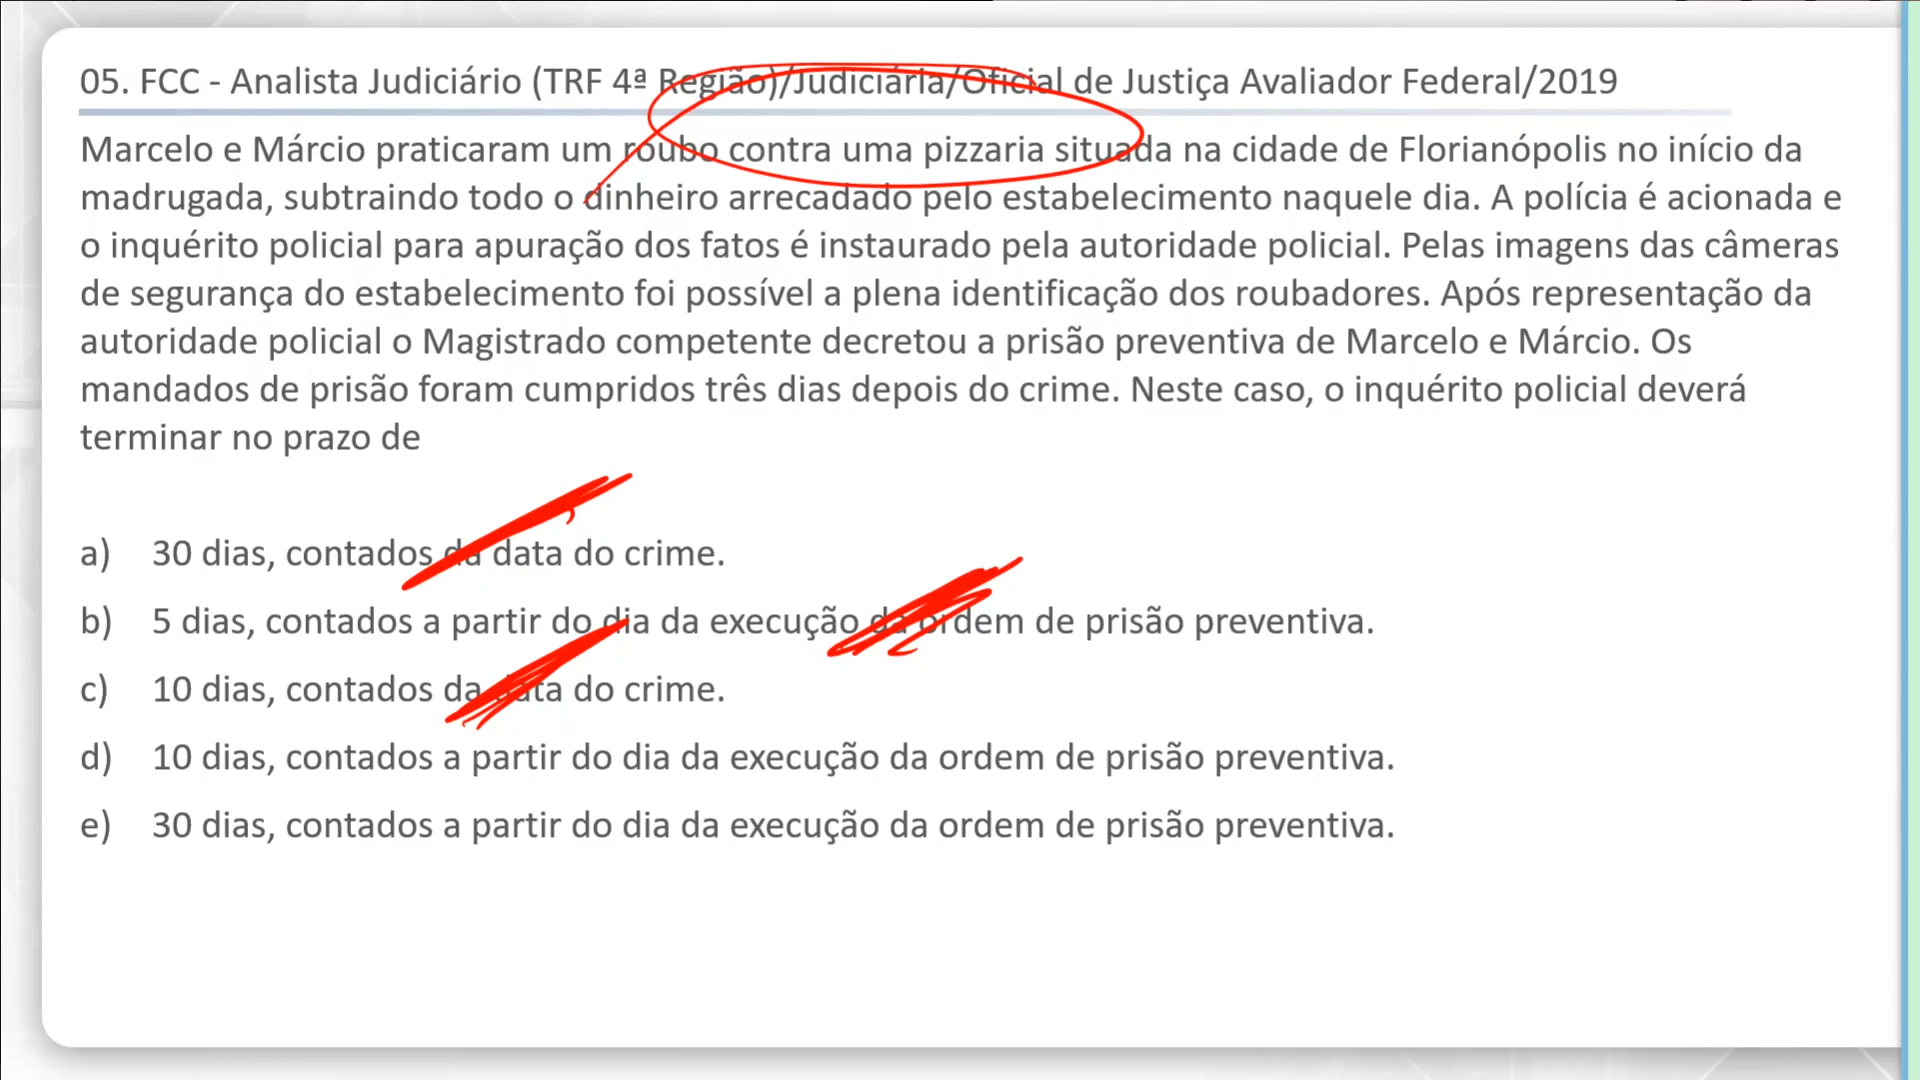 05. FCC - Analista Judiciário (TRF 4ª Região)/Judiciária/Oficial de Justiça Avaliador Federal/2019
Marcelo e Márcio praticaram um roubo contra uma pizzaria situada na cidade de Florianópolis no início da
madrugada, subtraindo todo o dinheiro arrecadado pelo estabelecimento naquele dia. A polícia é acionada e
o inquérito policial para apuração dos fatos é instaurado pela autoridade policial. Pelas imagens das câmeras
de segurança do estabelecimento foi possível a plena identificação dos roubadores. Após representação da
autoridade policial o Magistrado competente decretou a prisão preventiva de Marcelo e Márcio. Os
mandados de prisão foram cumpridos três dias depois do crime. Neste caso, o inquérito policial deverá
terminar no prazo de
a) 30 dias, contados da data do crime.
b) 5 dias, contados a partir do dia da execução da ordem de prisão preventiva.
c) 10 dias, contados da data do crime.
d) 10 dias, contados a partir do dia da execução da ordem de prisão preventiva.
e) 30 dias, contados a partir do dia da execução da ordem de prisão preventiva.